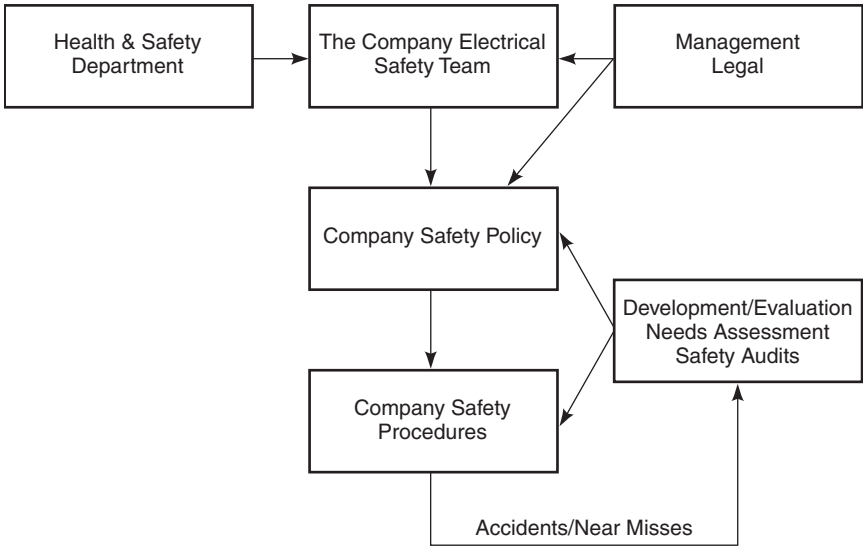 Health & Safety
Department
The Company Electrical
Safety Team
Management
Legal
Company Safety Policy
Development/Evaluation
Needs Assessment
Safety Audits
Company Safety
Procedures
Accidents/Near Misses